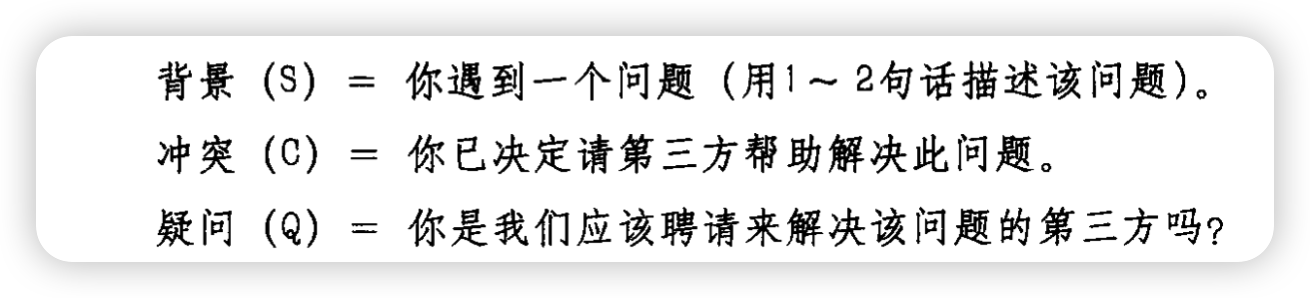 背景（S）＝ 你遇到一个问题（用1～2句话描述该问题）。
冲突（C）＝ 你已决定请第三方帮助解决此问题。
疑问（Q）＝ 你是我们应该聘请来解决该问题的第三方吗？